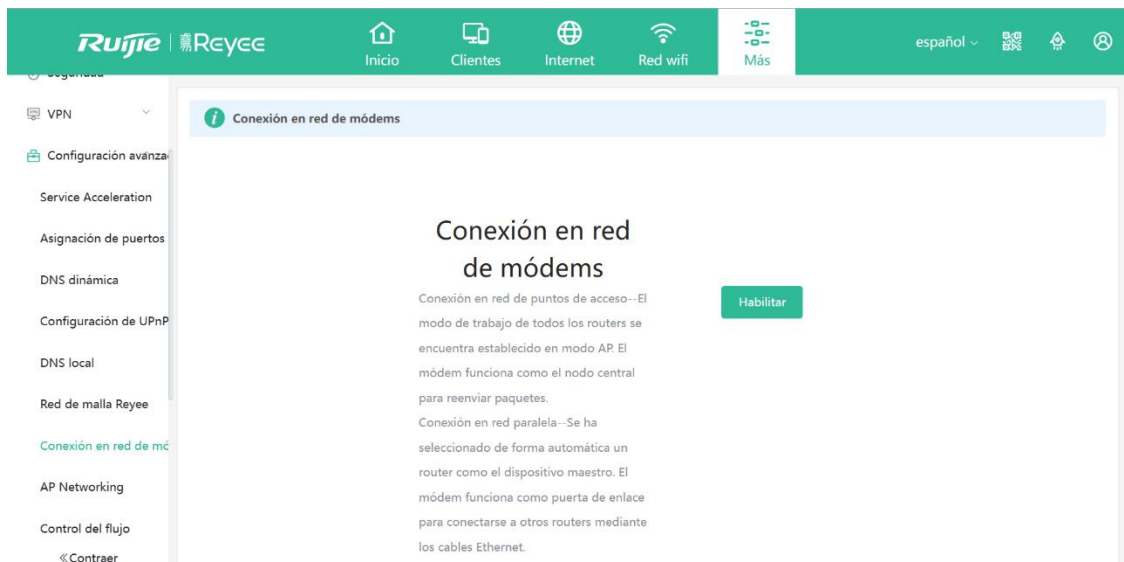 Ruijie Reyee
Inicio
Clientes
Internet
Red wifi
Más
español
Seguridad
VPN
Configuración avanza
Service Acceleration
Asignación de puertos
DNS dinámica
Configuración de UPnP
DNS local
Red de malla Reyee
Conexión en red de mó
AP Networking
Control del flujo
≪Contraer
Conexión en red de módems
Conexión en red
de módems
Conexión en red de puntos de acceso--El
modo de trabajo de todos los routers se
encuentra establecido en modo AP. El
módem funciona como el nodo central
para reenviar paquetes.
Conexión en red paralela--Se ha
seleccionado de forma automática un
router como el dispositivo maestro. El
módem funciona como puerta de enlace
para conectarse a otros routers mediante
los cables Ethernet.
Habilitar